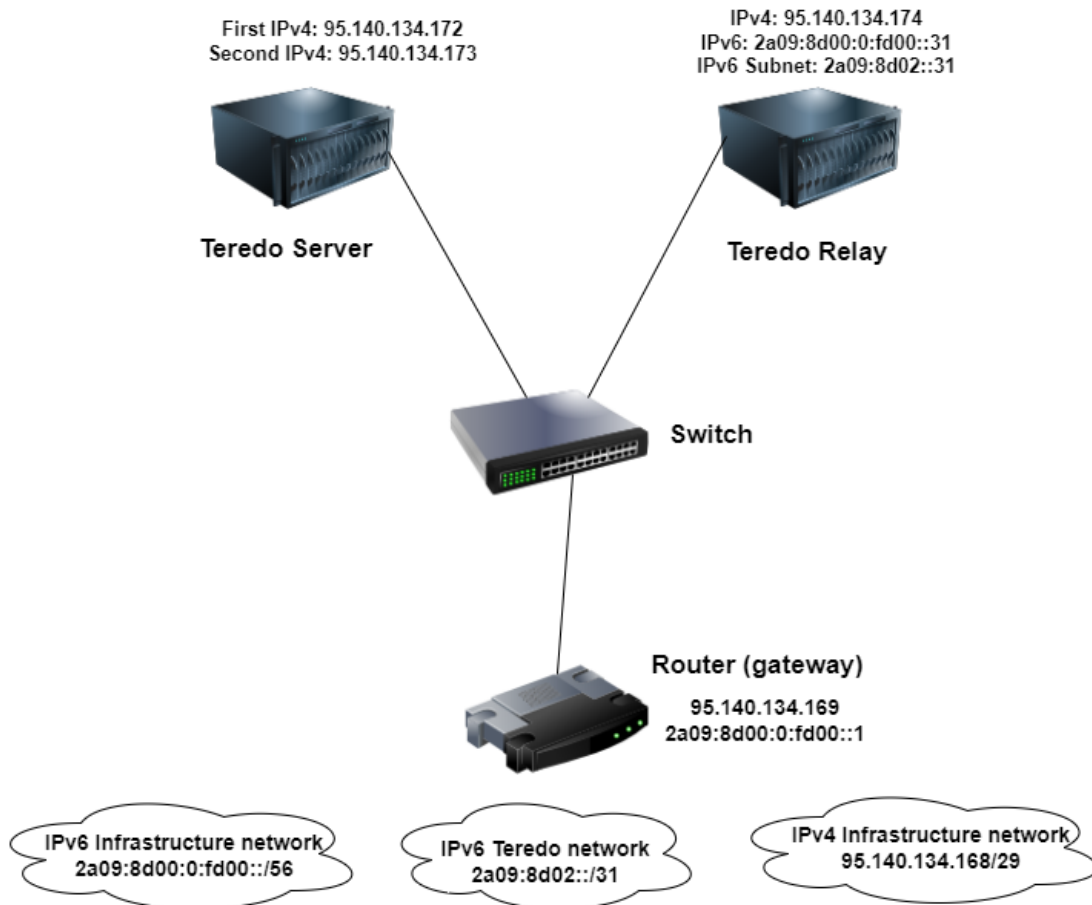 First IPv4: 95.140.134.172
Second IPv4: 95.140.134.173
IPv4: 95.140.134.174
IPv6: 2a09:8d00:0:fd00::31
IPv6 Subnet: 2a09:8d02::31
Teredo Server
Teredo Relay
Switch
Router (gateway)
95.140.134.169
2a09:8d00:0:fd00::1
IPv6 Infrastructure network
2a09:8d00:0:fd00::/56
IPv6 Teredo network
2a09:8d02::/31
IPv4 Infrastructure network
95.140.134.168/29